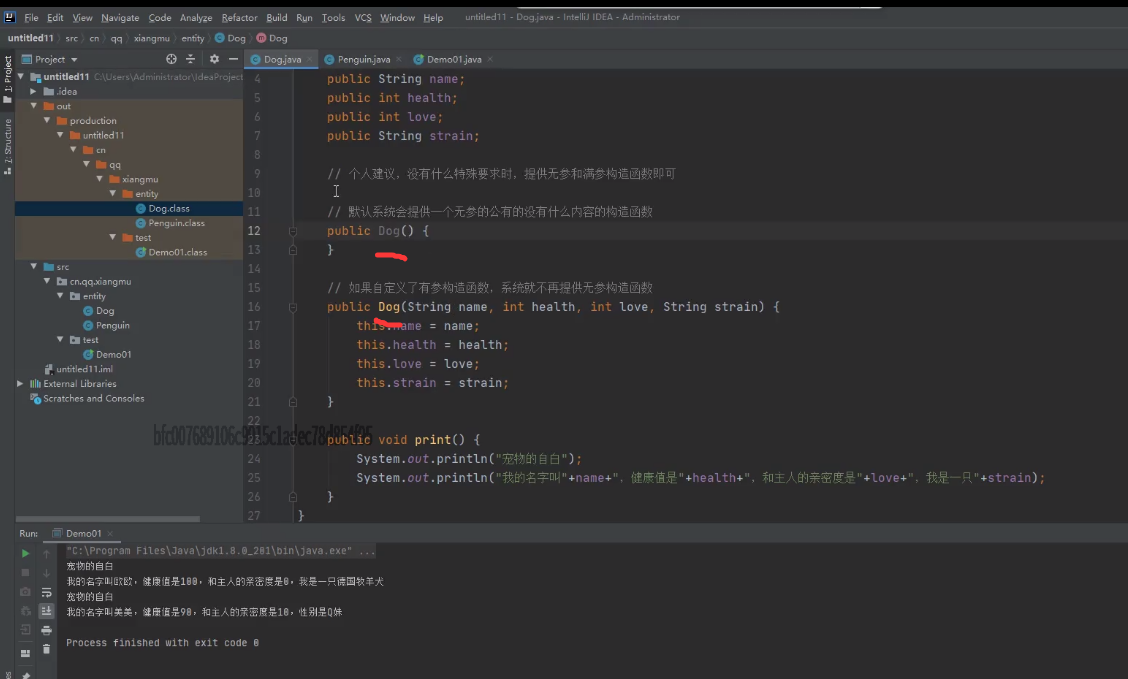 File Edit View Navigate Code Analyze Refactor Build Run Tools VCS Window Help untitled11 - Dog.java - IntelliJ IDEA - Administrator
untitled11 src cn qq xiangmu entity Dog Dog
Project Dog.java Penguin.java Demo01.java
1: Project
Z: Structure
untitled11 C:\Users\Administrator\IdeaProject
.idea
out
production
untitled11
cn
qq
xiangmu
entity
Dog.class
Penguin.class
test
Demo01.class
src
cn.qq.xiangmu
entity
Dog
Penguin
test
Demo01
untitled11.iml
External Libraries
Scratches and Consoles
4 public String name;
5 public int health;
6 public int love;
7 public String strain;
8
9 // 个人建议，没有什么特殊要求时，提供无参和满参构造函数即可
10
11 // 默认系统会提供一个无参的公有的没有什么内容的构造函数
12 public Dog() {
13 }
14
15 // 如果自定义了有参构造函数，系统就不再提供无参构造函数
16 public Dog(String name, int health, int love, String strain) {
17 this.name = name;
18 this.health = health;
19 this.love = love;
20 this.strain = strain;
21 }
22
23 public void print() {
24 System.out.println("宠物的自白");
25 System.out.println("我的名字叫"+name+"，健康值是"+health+"，和主人的亲密度是"+love+"，我是一只"+strain);
26 }
27 }
Run: Demo01
"C:\Program Files\Java\jdk1.8.0_201\bin\java.exe" ...
宠物的自白
我的名字叫欧欧，健康值是100，和主人的亲密度是0，我是一只德国牧羊犬
宠物的自白
我的名字叫美美，健康值是90，和主人的亲密度是10，性别是Q妹
Process finished with exit code 0